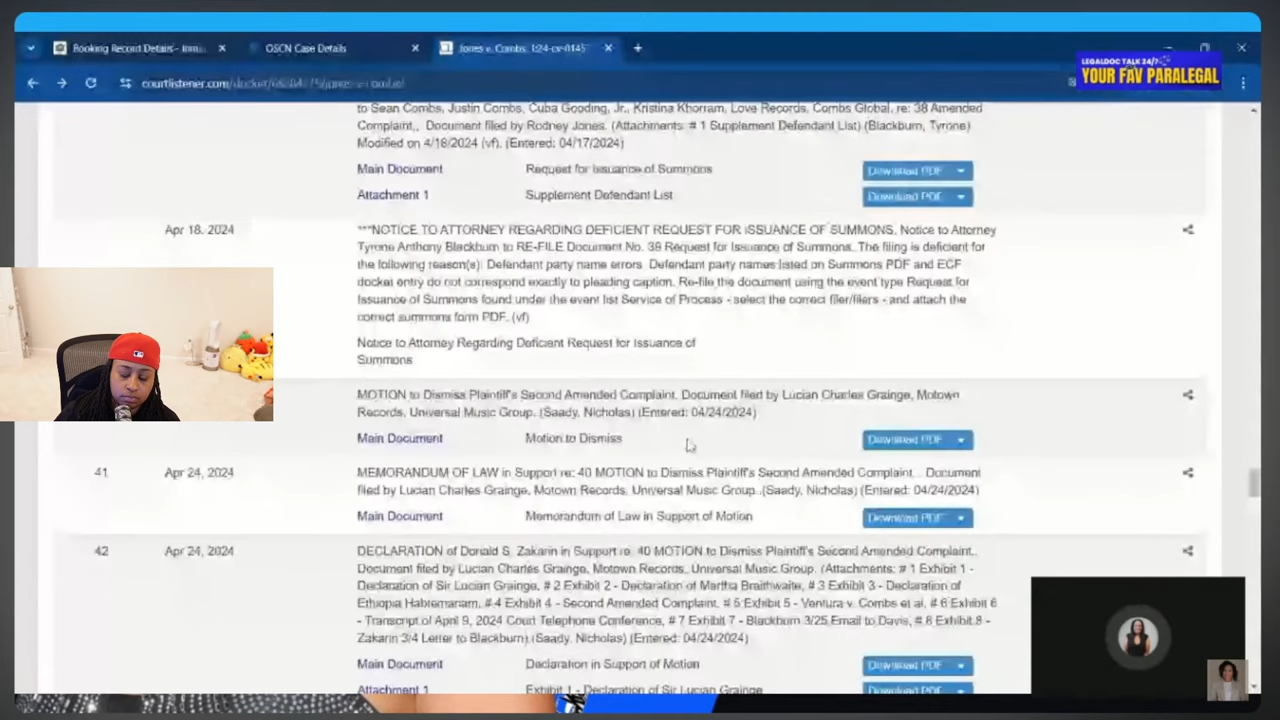 Booking Record Details - Inm
OSCN Case Details
Jones v. Combs, 1:24-cv-0145
LEGALDOC TALK 24/7
YOUR FAV PARALEGAL
to Sean Combs, Justin Combs, Cuba Gooding, Jr., Kristina Khorram, Love Records, Combs Global, re: 38 Amended
Complaint,, Document filed by Rodney Jones. (Attachments: # 1 Supplement Defendant List) (Blackburn, Tyrone)
Modified on 4/18/2024 (vf). (Entered: 04/17/2024)
Main Document Request for Issuance of Summons Download PDF
Attachment 1 Supplement Defendant List Download PDF
Apr 18, 2024 ***NOTICE TO ATTORNEY REGARDING DEFICIENT REQUEST FOR ISSUANCE OF SUMMONS. Notice to Attorney
Tyrone Anthony Blackburn to RE-FILE Document No. 39 Request for Issuance of Summons. The filing is deficient for
the following reason(s): Defendant party name errors. Defendant party names listed on Summons PDF and ECF
docket entry do not correspond exactly to pleading caption. Re-file the document using the event type Request for
Issuance of Summons found under the event list Service of Process - select the correct filer/filers - and attach the
correct summons form PDF. (vf)
Notice to Attorney Regarding Deficient Request for Issuance of
Summons
MOTION to Dismiss Plaintiff's Second Amended Complaint. Document filed by Lucian Charles Grainge, Motown
Records, Universal Music Group. (Saady, Nicholas) (Entered: 04/24/2024)
Main Document Motion to Dismiss Download PDF
41 Apr 24, 2024 MEMORANDUM OF LAW in Support re: 40 MOTION to Dismiss Plaintiff's Second Amended Complaint. . Document
filed by Lucian Charles Grainge, Motown Records, Universal Music Group. (Saady, Nicholas) (Entered: 04/24/2024)
Main Document Memorandum of Law in Support of Motion Download PDF
42 Apr 24, 2024 DECLARATION of Donald S. Zakarin in Support re: 40 MOTION to Dismiss Plaintiff's Second Amended Complaint..
Document filed by Lucian Charles Grainge, Motown Records, Universal Music Group. (Attachments: # 1 Exhibit 1 -
Declaration of Sir Lucian Grainge, # 2 Exhibit 2 - Declaration of Martha Braithwaite, # 3 Exhibit 3 - Declaration of
Ethiopia Habtemariam, # 4 Exhibit 4 - Second Amended Complaint, # 5 Exhibit 5 - Ventura v. Combs et al, # 6 Exhibit 6
- Transcript of April 9, 2024 Court Telephone Conference, # 7 Exhibit 7 - Blackburn 3/25 Email to Davis, # 8 Exhibit 8 -
Zakarin 3/4 Letter to Blackburn).(Saady, Nicholas) (Entered: 04/24/2024)
Main Document Declaration in Support of Motion Download PDF
Attachment 1 Exhibit 1 - Declaration of Sir Lucian Grainge Download PDF